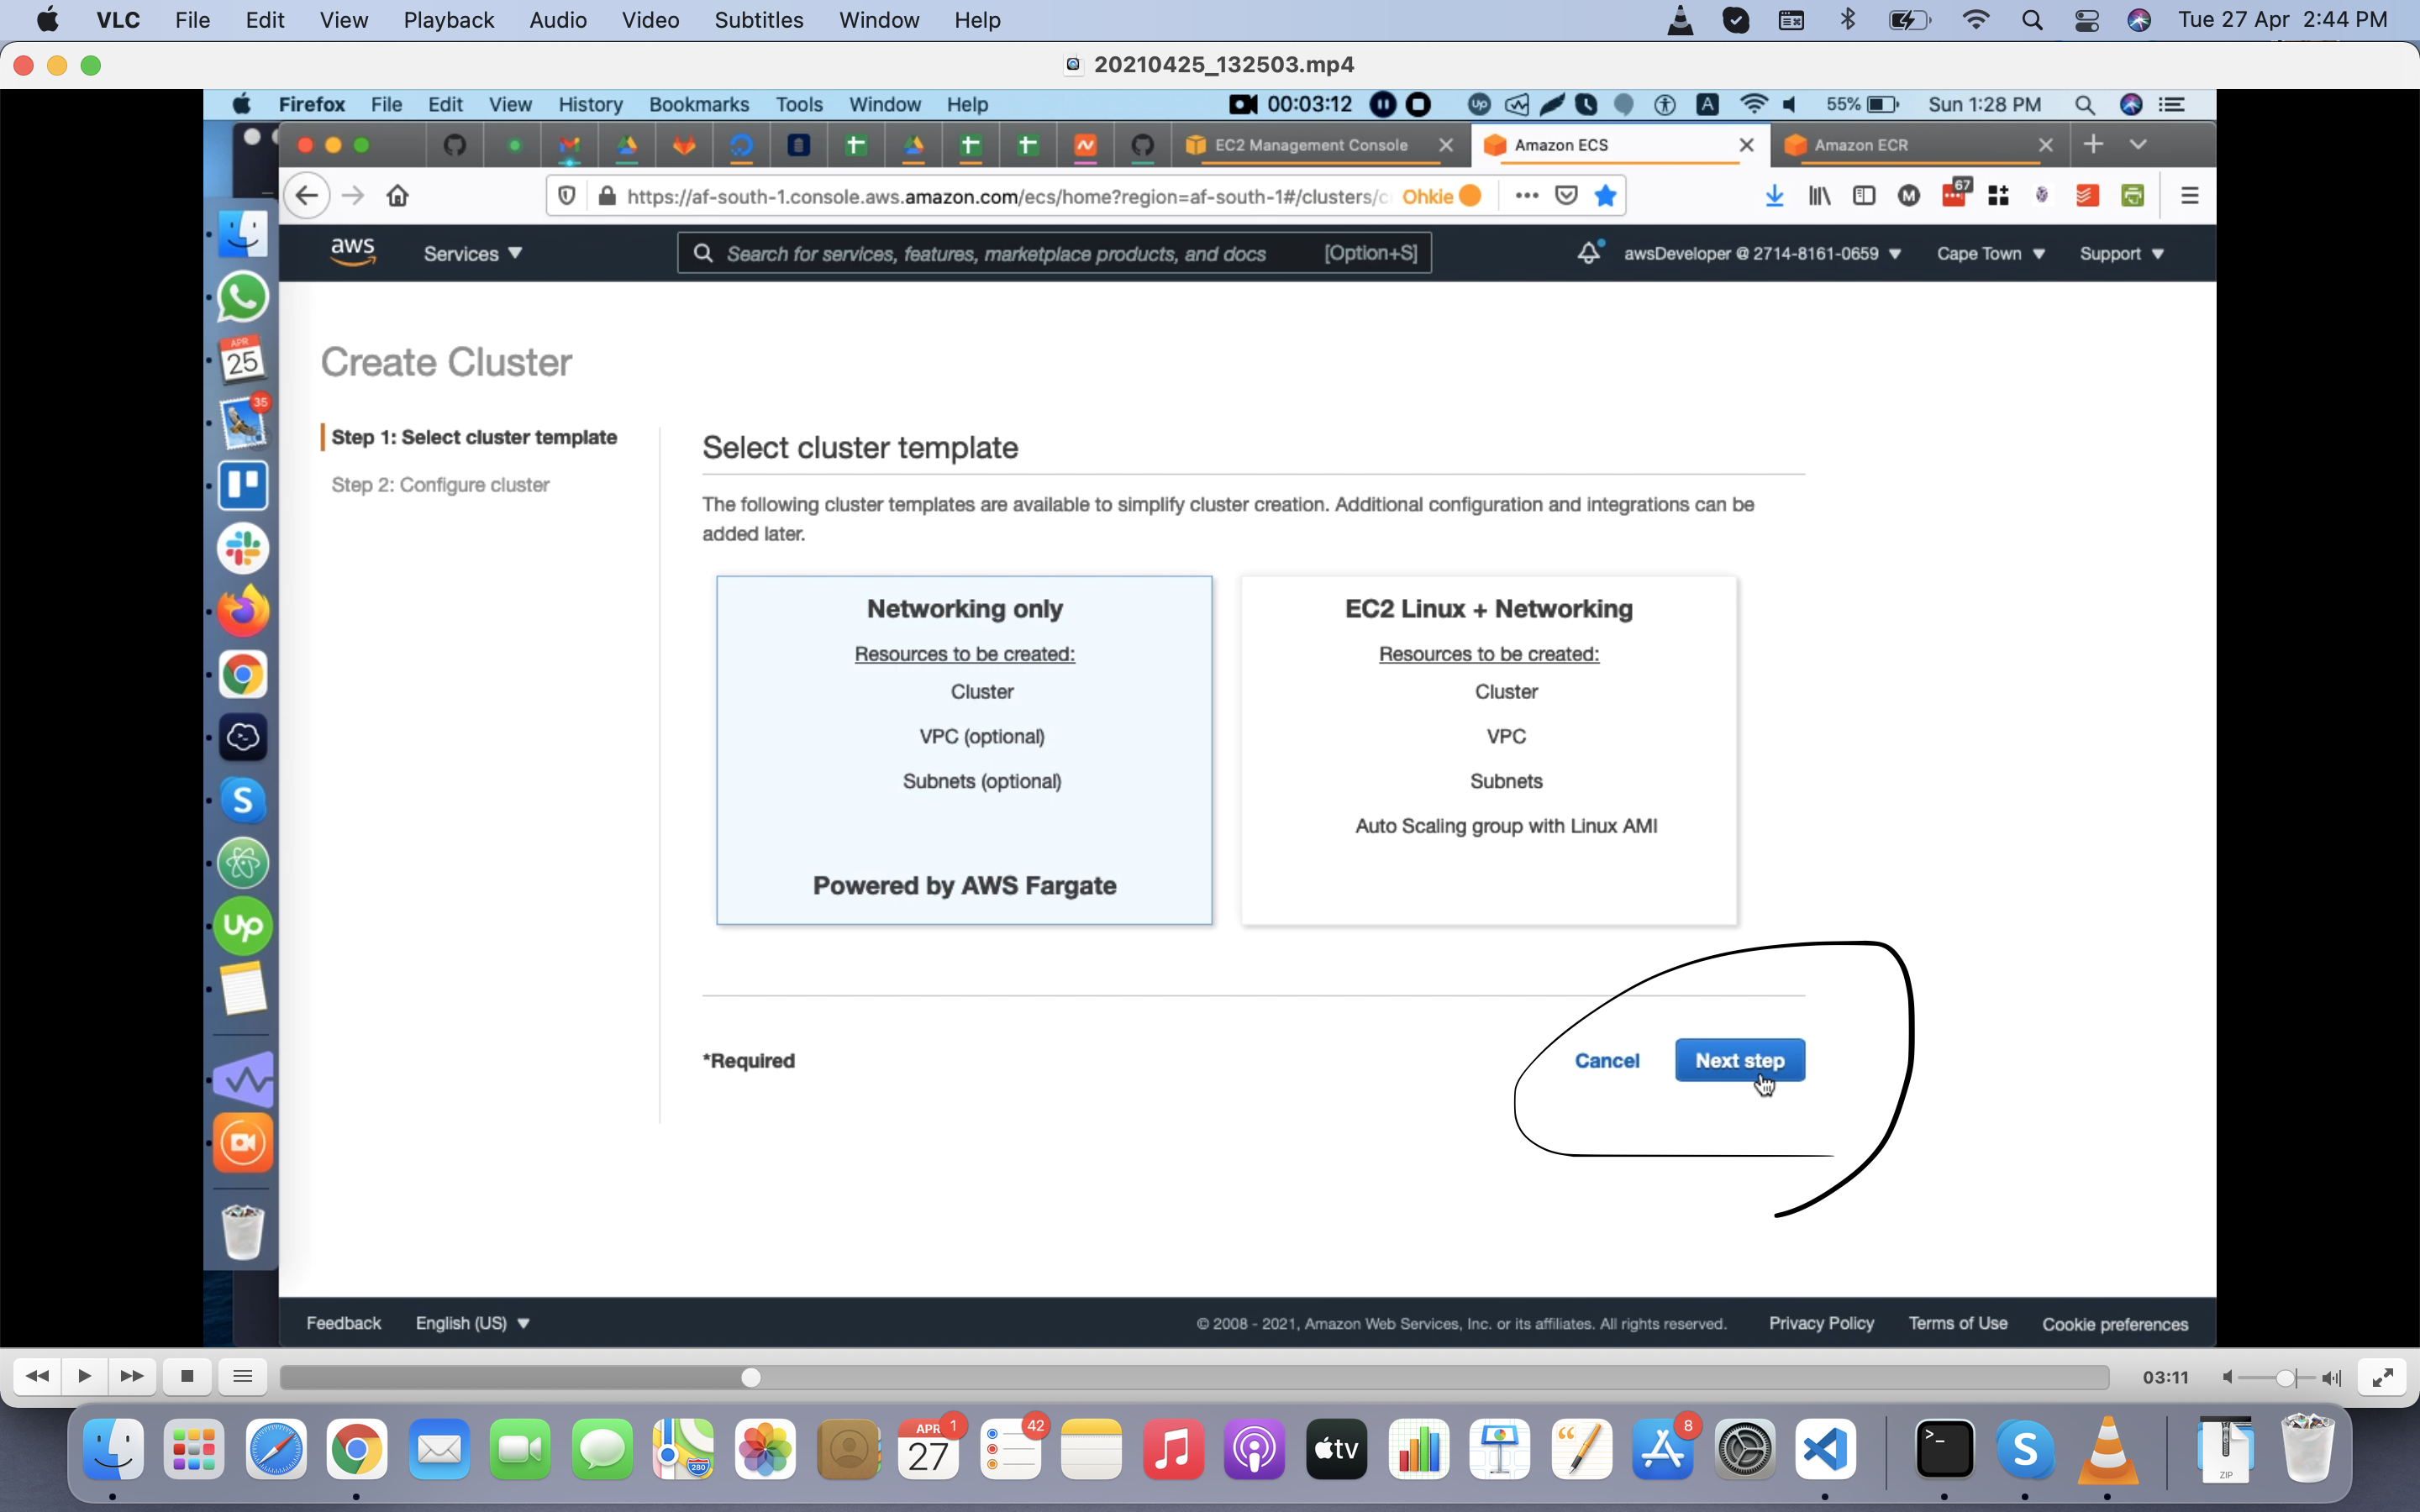 VLC File Edit View Playback Audio Video Subtitles Window Help Tue 27 Apr 2:44 PM
20210425_132503.mp4
Firefox File Edit View History Bookmarks Tools Window Help 00:03:12 up A 55% Sun 1:28 PM
EC2 Management Console Amazon ECS Amazon ECR
https://af-south-1.console.aws.amazon.com/ecs/home?region=af-south-1#/clusters/c Ohkie M 67
aws Services Search for services, features, marketplace products, and docs [Option+S] awsDeveloper @ 2714-8161-0659 Cape Town Support
APR
25
35
S
up
Create Cluster
Step 1: Select cluster template
Step 2: Configure cluster
Select cluster template
The following cluster templates are available to simplify cluster creation. Additional configuration and integrations can be
added later.
Networking only
Resources to be created:
Cluster
VPC (optional)
Subnets (optional)
Powered by AWS Fargate
EC2 Linux + Networking
Resources to be created:
Cluster
VPC
Subnets
Auto Scaling group with Linux AMI
*Required Cancel Next step
Feedback English (US) © 2008 - 2021, Amazon Web Services, Inc. or its affiliates. All rights reserved. Privacy Policy Terms of Use Cookie preferences
03:11
280 APR 1 27 42 tv 8 >_ S ZIP